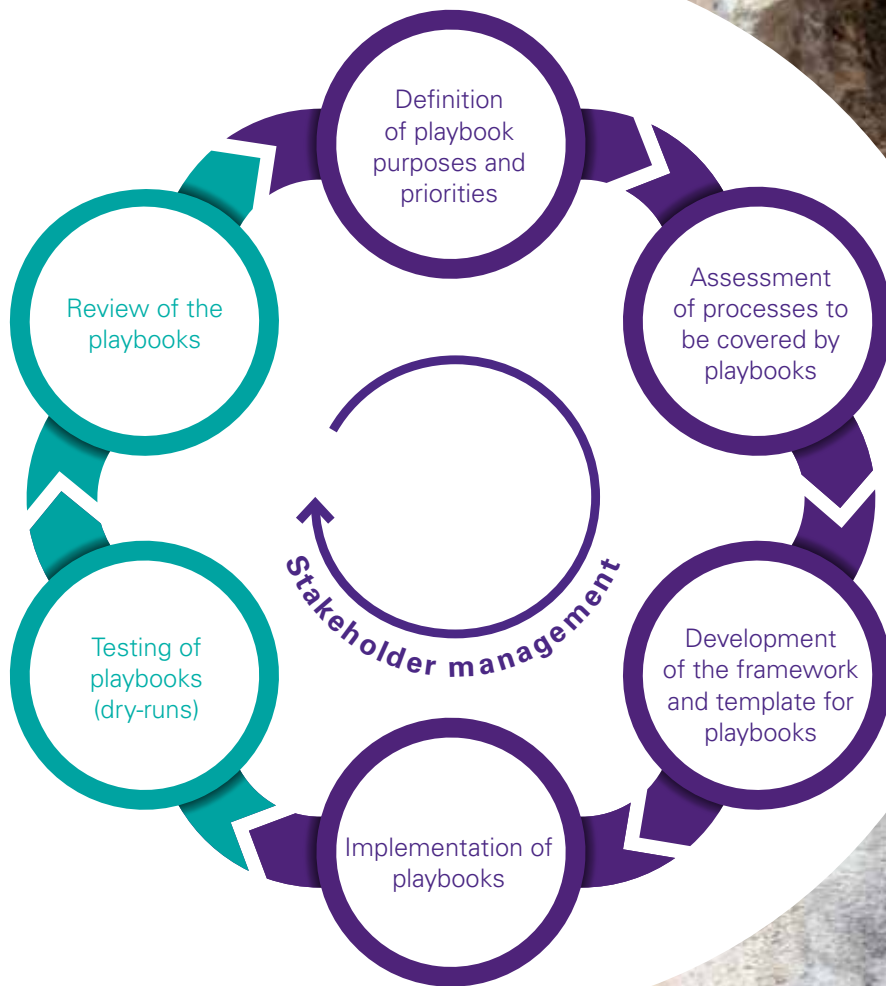 Definition
of playbook
purposes and
priorities
Assessment
of processes to
be covered by
playbooks
Development
of the framework
and template for
playbooks
Implementation of
playbooks
Testing of
playbooks
(dry-runs)
Review of the
playbooks
Stakeholder management